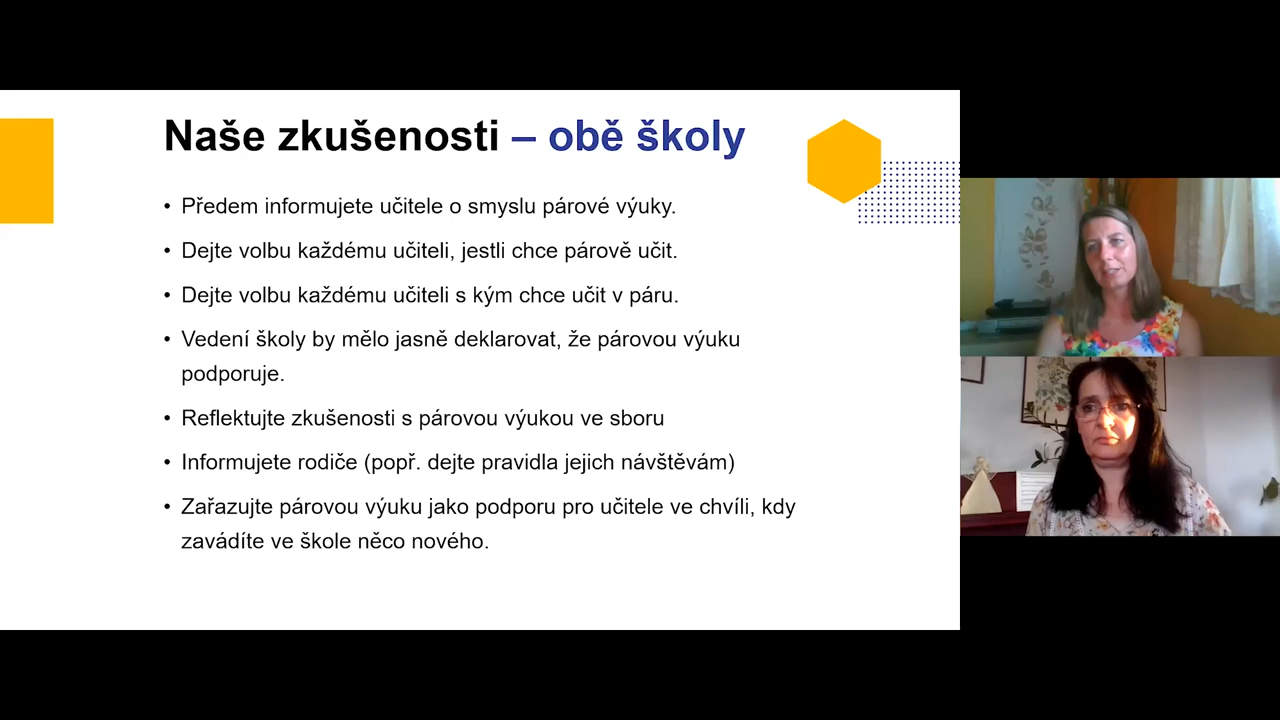 Naše zkušenosti – obě školy
• Předem informujete učitele o smyslu párové výuky.
• Dejte volbu každému učiteli, jestli chce párově učit.
• Dejte volbu každému učiteli s kým chce učit v páru.
• Vedení školy by mělo jasně deklarovat, že párovou výuku
podporuje.
• Reflektujte zkušenosti s párovou výukou ve sboru
• Informujete rodiče (popř. dejte pravidla jejich návštěvám)
• Zařazujte párovou výuku jako podporu pro učitele ve chvíli, kdy
zavádíte ve škole něco nového.